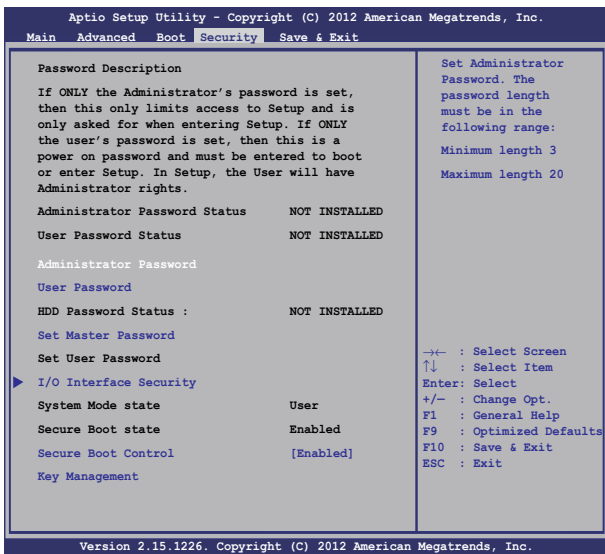 Aptio Setup Utility - Copyright (C) 2012 American Megatrends, Inc.
Main Advanced Boot Security Save & Exit
Password Description
If ONLY the Administrator's password is set,
then this only limits access to Setup and is
only asked for when entering Setup. If ONLY
the user's password is set, then this is a
power on password and must be entered to boot
or enter Setup. In Setup, the User will have
Administrator rights.
Administrator Password Status NOT INSTALLED
User Password Status NOT INSTALLED
Administrator Password
User Password
HDD Password Status : NOT INSTALLED
Set Master Password
Set User Password
I/O Interface Security
System Mode state User
Secure Boot state Enabled
Secure Boot Control [Enabled]
Key Management
Set Administrator
Password. The
password length
must be in the
following range:
Minimum length 3
Maximum length 20
→← : Select Screen
↑↓ : Select Item
Enter: Select
+/— : Change Opt.
F1 : General Help
F9 : Optimized Defaults
F10 : Save & Exit
ESC : Exit
Version 2.15.1226. Copyright (C) 2012 American Megatrends, Inc.